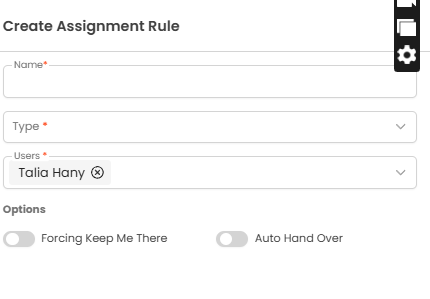 Create Assignment Rule
Name*
Type *
Users *
Talia Hany
Options
Forcing Keep Me There
Auto Hand Over